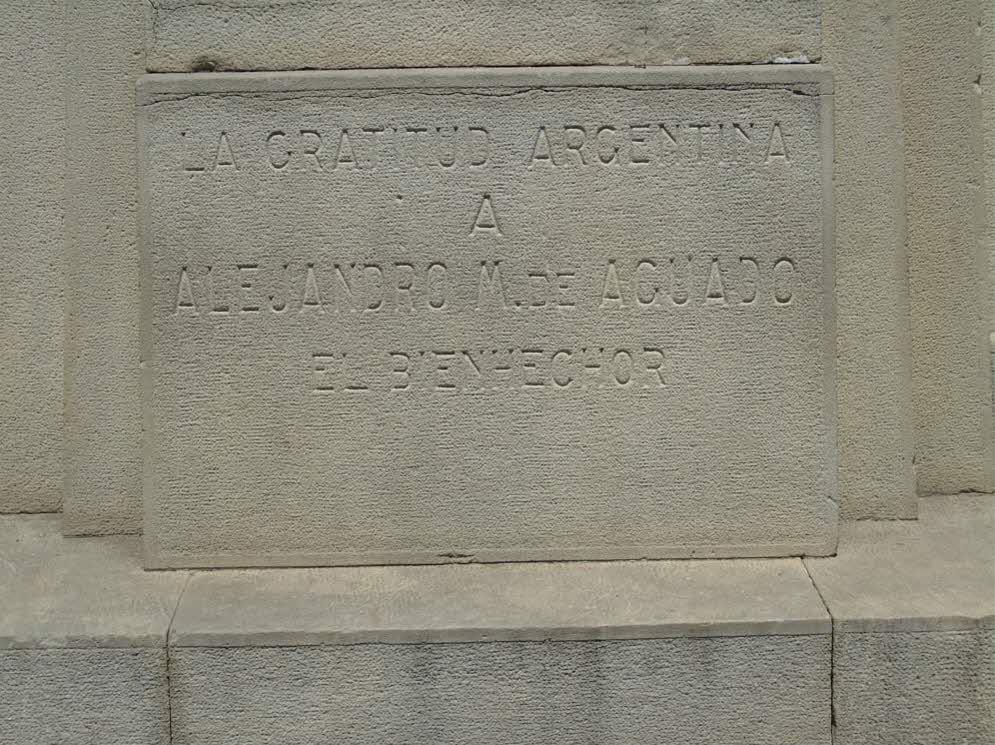 LA GRATITUD ARGENTINA
A
ALEJANDRO M. DE AGUADO
EL BIENHECHOR